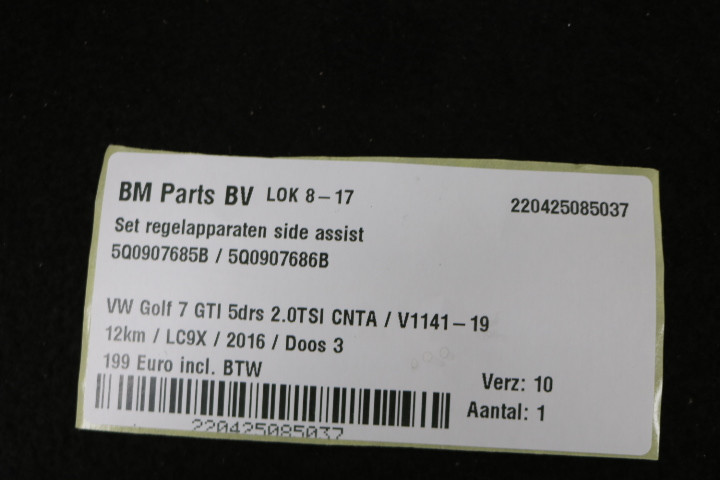 BM Parts BV LOK 8-17
220425085037
Set regelapparaten side assist
5Q0907685B / 5Q0907686B
VW Golf 7 GTI 5drs 2.0TSI CNTA / V1141-19
12km / LC9X / 2016 / Doos 3
199 Euro incl. BTW
Verz: 10
Aantal: 1
220425085037